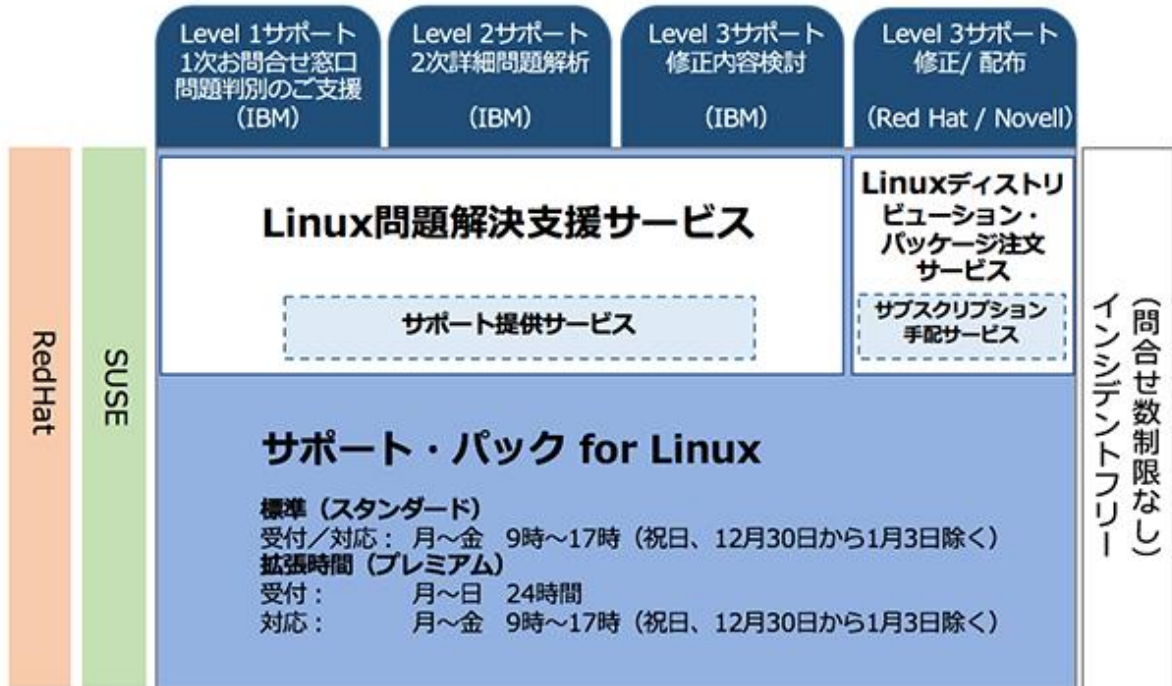 Level 1サポート
1次お問合せ窓口
問題判別のご支援
（IBM）
Level 2サポート
2次詳細問題解析
（IBM）
Level 3サポート
修正内容検討
（IBM）
Level 3サポート
修正/ 配布
（Red Hat / Novell）
RedHat
SUSE
Linux問題解決支援サービス
サポート提供サービス
Linuxディストリ
ビューション・
パッケージ注文
サービス
サブスクリプション
手配サービス
サポート・パック for Linux
標準（スタンダード）
受付／対応： 月～金 9時～17時（祝日、12月30日から1月3日除く）
拡張時間（プレミアム）
受付： 月～日 24時間
対応： 月～金 9時～17時（祝日、12月30日から1月3日除く）
（問合せ数制限なし）
インシデントフリー